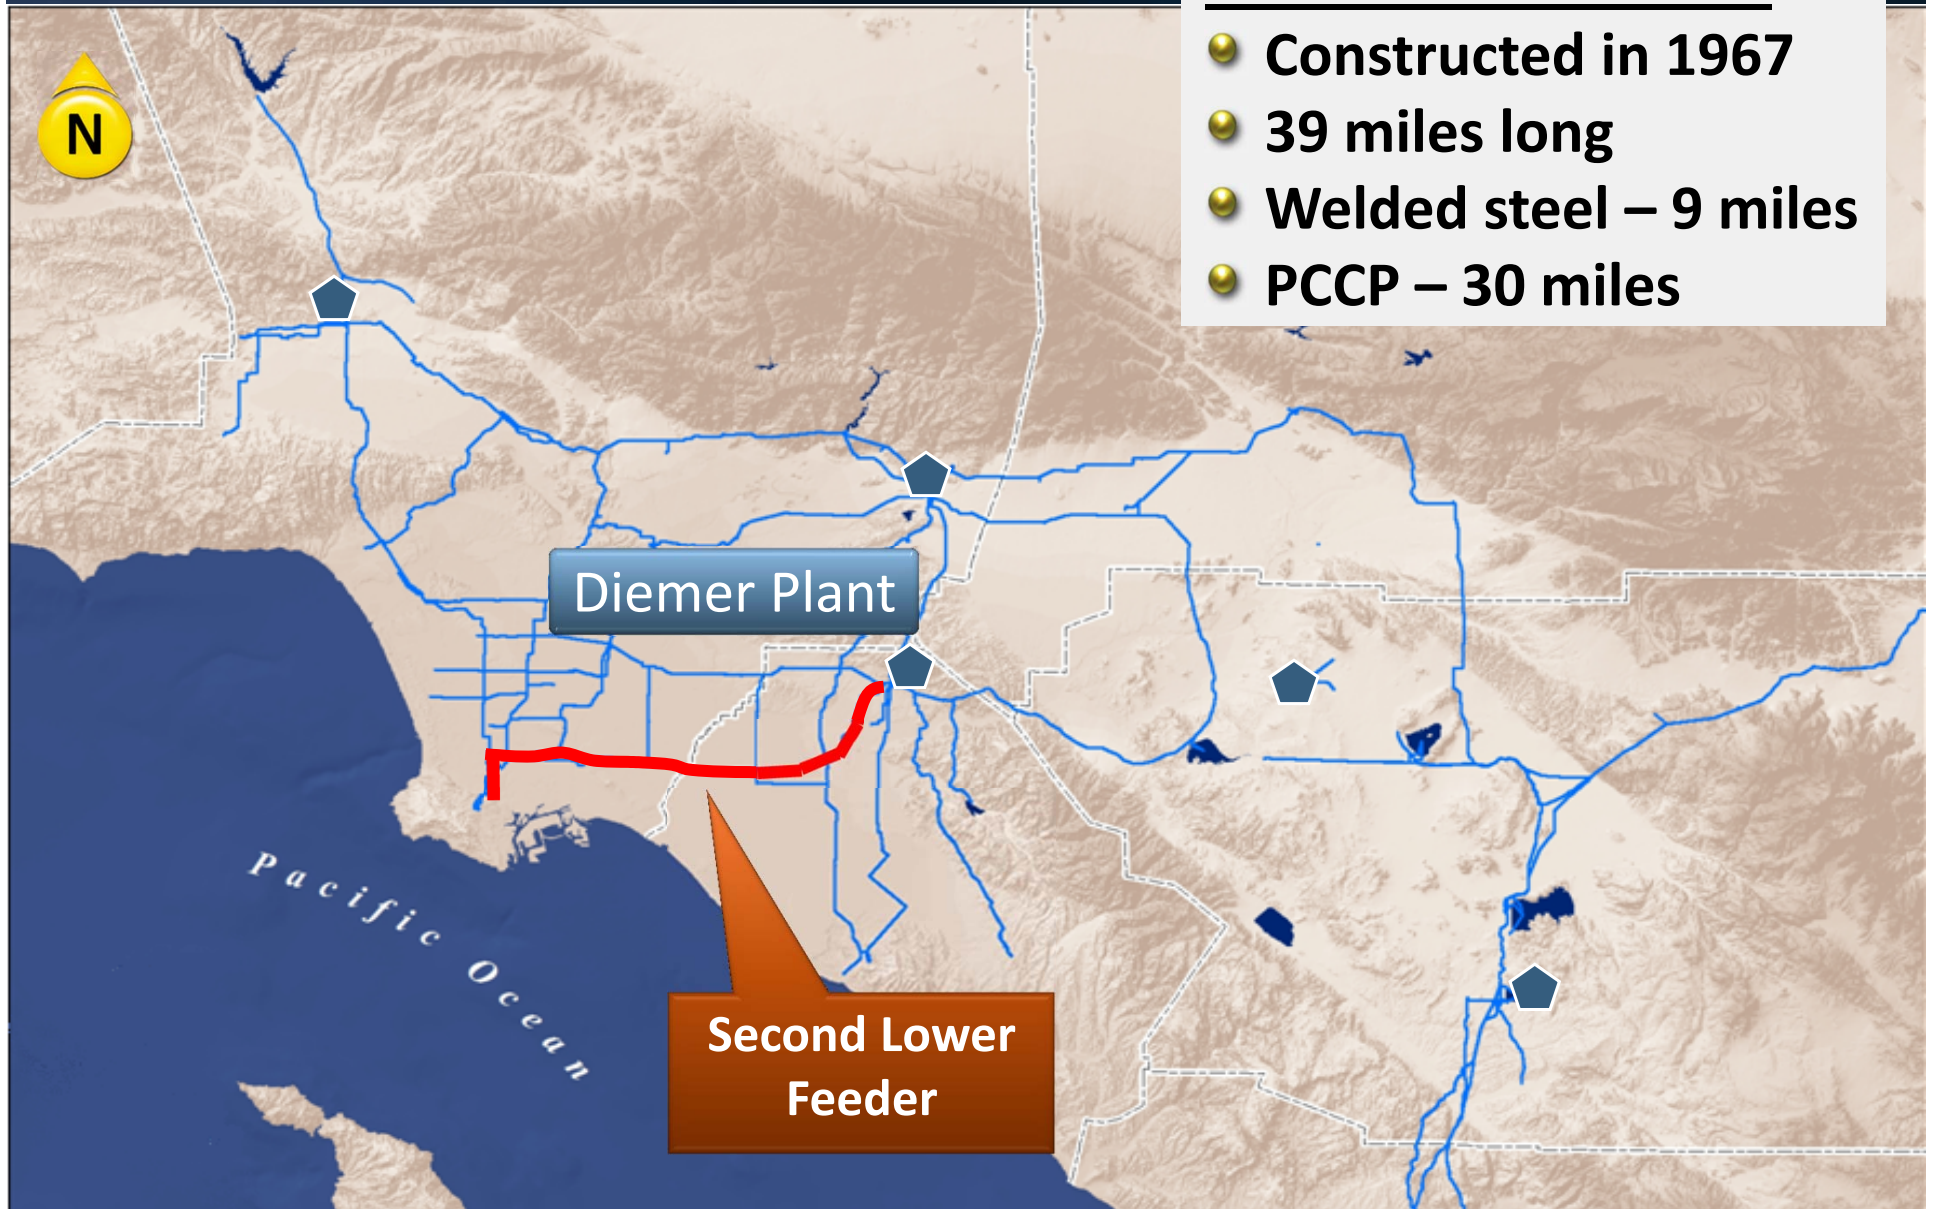 Constructed in 1967
39 miles long
Welded steel – 9 miles
PCCP – 30 miles
N
Diemer Plant
Pacific Ocean
Second Lower
Feeder